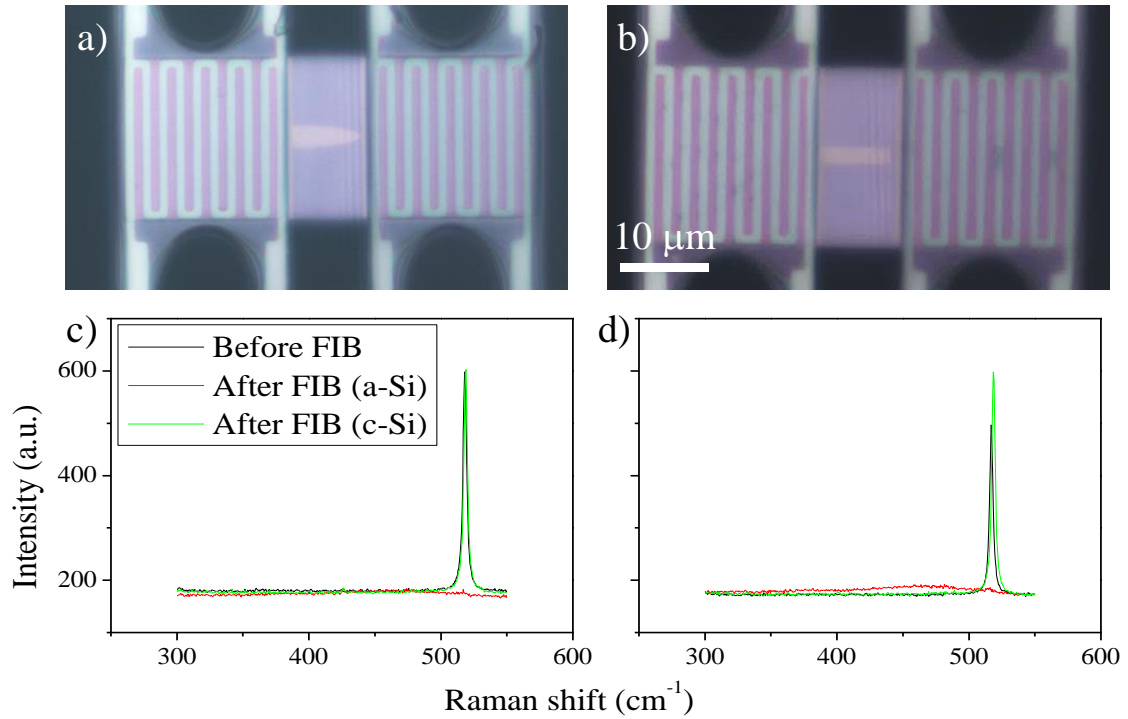 a)
b)
10 μm
c)
d)
Before FIB
After FIB (a-Si)
After FIB (c-Si)
600
400
200
Intensity (a.u.)
300
400
500
600
300
400
500
600
Raman shift (cm⁻¹)